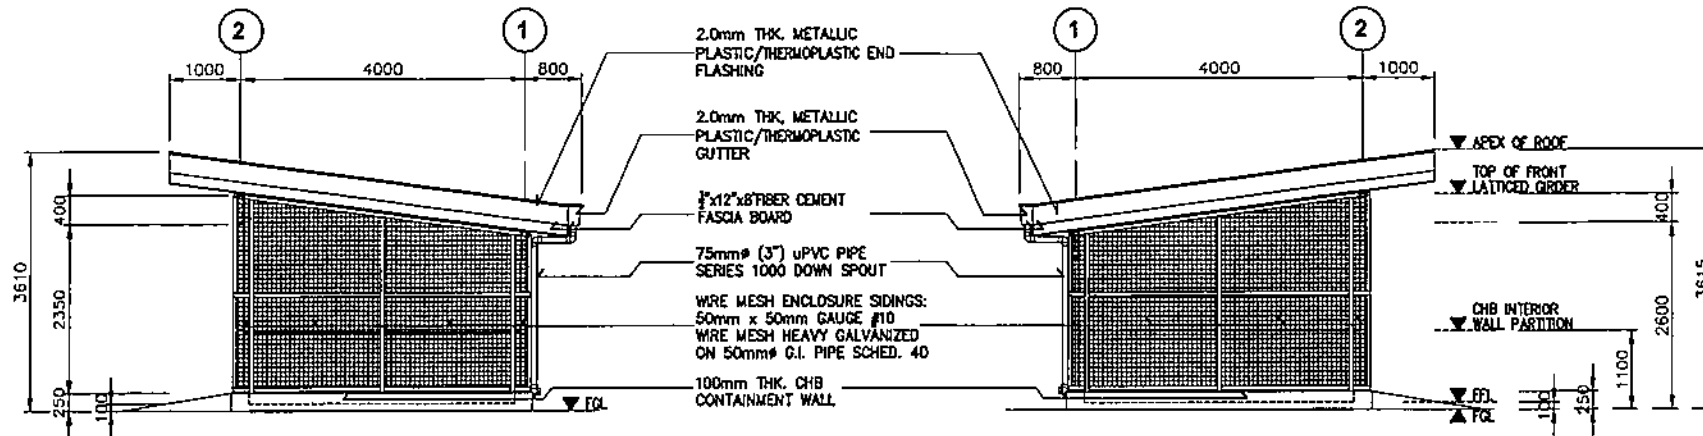 2
1
1
2
1000
4000
800
800
4000
1000
2.0mm THK. METALLIC
PLASTIC/THERMOPLASTIC END
FLASHING
2.0mm THK. METALLIC
PLASTIC/THERMOPLASTIC
GUTTER
x12"x8'FIBER CEMENT
FASCIA BOARD
75mmø (3") uPVC PIPE
SERIES 1000 DOWN SPOUT
WIRE MESH ENCLOSURE SIDINGS:
50mm x 50mm GAUGE #10
WIRE MESH HEAVY GALVANIZED
ON 50mmø G.I. PIPE SCHED. 40
100mm THK. CHB
CONTAINMENT WALL
3610
400
2350
250
100
FGL
APEX OF ROOF
TOP OF FRONT
LATTICED GIRDER
CHB INTERIOR
WALL PARTITION
FGL
400
2600
1100
250
100
3615